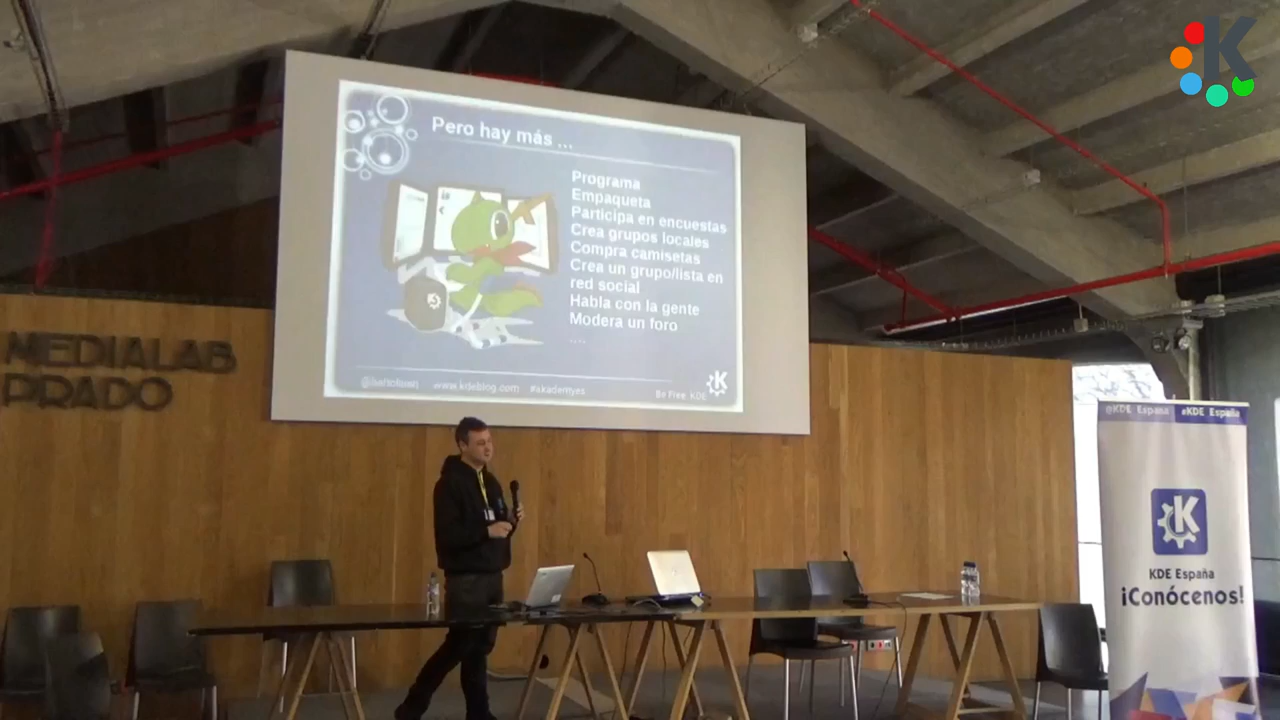 Pero hay más ...
Programa
Empaqueta
Participa en encuestas
Crea grupos locales
Compra camisetas
Crea un grupo/lista en
red social
Habla con la gente
Modera un foro
....
www.kdeblog.com
Be Free. KDE
MEDIALAB
PRADO
@KDE_España #KDE_España
K
KDE España
¡Conócenos!
K